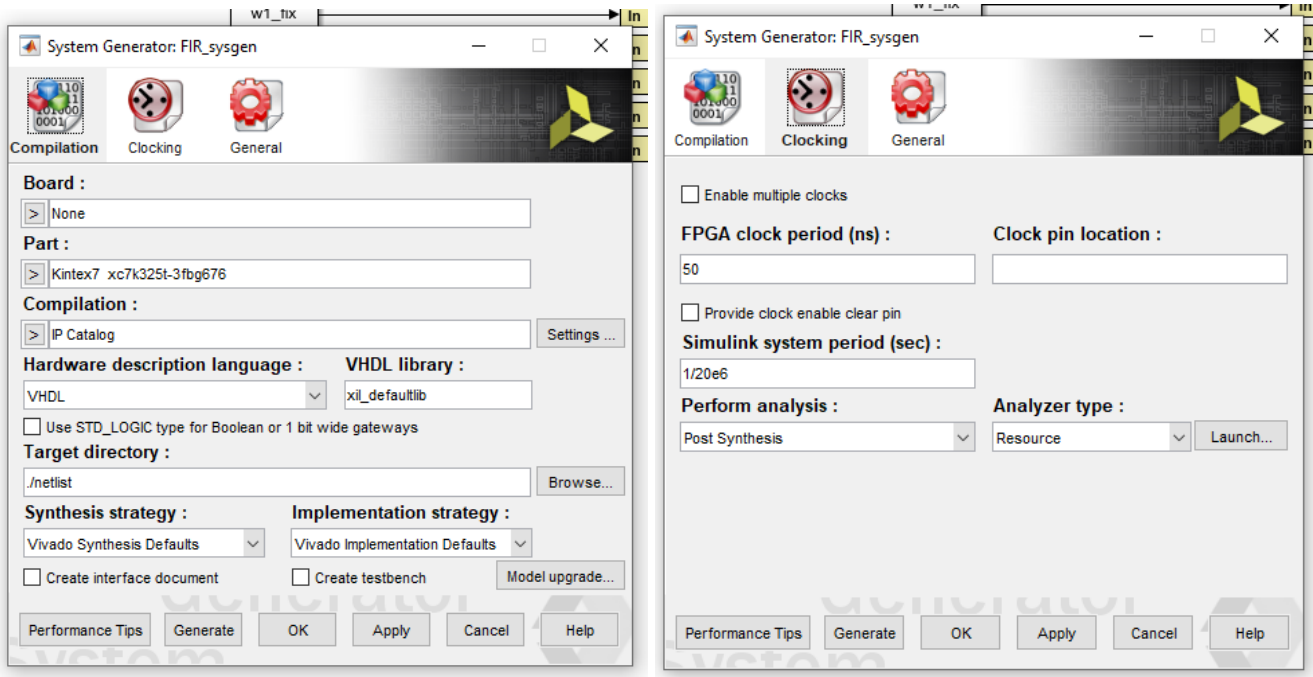 w1_fix
In
System Generator: FIR_sysgen
Compilation
Clocking
General
Board :
> None
Part :
> Kintex7 xc7k325t-3fbg676
Compilation :
> IP Catalog
Settings ...
Hardware description language :
VHDL library :
VHDL
xil_defaultlib
Use STD_LOGIC type for Boolean or 1 bit wide gateways
Target directory :
./netlist
Browse...
Synthesis strategy :
Implementation strategy :
Vivado Synthesis Defaults
Vivado Implementation Defaults
Create interface document
Create testbench
Model upgrade...
Performance Tips
Generate
OK
Apply
Cancel
Help
System Generator: FIR_sysgen
Compilation
Clocking
General
Enable multiple clocks
FPGA clock period (ns) :
Clock pin location :
50
Provide clock enable clear pin
Simulink system period (sec) :
1/20e6
Perform analysis :
Analyzer type :
Post Synthesis
Resource
Launch...
Performance Tips
Generate
OK
Apply
Cancel
Help